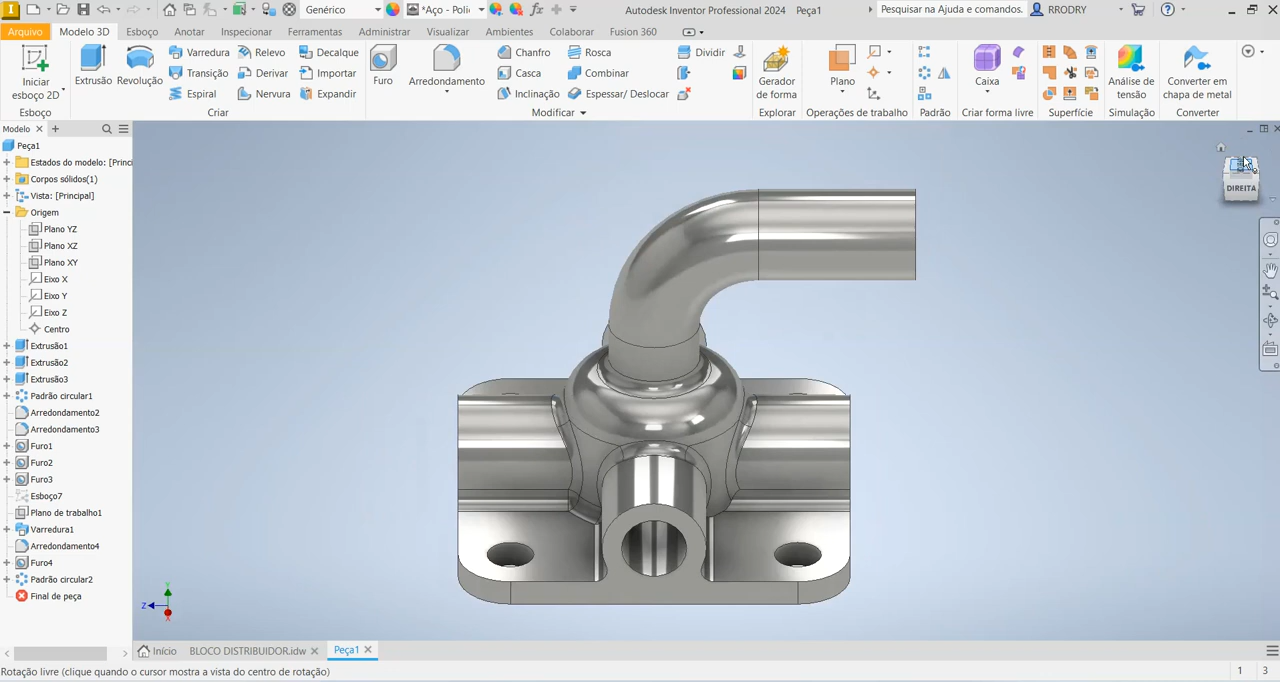 Genérico
*Aço - Poli
Autodesk Inventor Professional 2024 Peça1
Pesquisar na Ajuda e comandos.
RRODRY
Arquivo Modelo 3D Esboço Anotar Inspecionar Ferramentas Administrar Visualizar Ambientes Colaborar Fusion 360
Iniciar
esboço 2D
Esboço
Extrusão
Revolução
Varredura
Relevo
Decalque
Transição
Derivar
Importar
Espiral
Nervura
Expandir
Criar
Furo
Arredondamento
Chanfro
Rosca
Dividir
Casca
Combinar
Inclinação
Espessar/ Deslocar
Modificar
Gerador
de forma
Explorar
Plano
Operações de trabalho
Padrão
Caixa
Criar forma livre
Superfície
Análise de
tensão
Simulação
Converter em
chapa de metal
Converter
Modelo
Peça1
Estados do modelo: [Princi
Corpos sólidos(1)
Vista: [Principal]
Origem
Plano YZ
Plano XZ
Plano XY
Eixo X
Eixo Y
Eixo Z
Centro
Extrusão1
Extrusão2
Extrusão3
Padrão circular1
Arredondamento2
Arredondamento3
Furo1
Furo2
Furo3
Esboço7
Plano de trabalho1
Varredura1
Arredondamento4
Furo4
Padrão circular2
Final de peça
DIREITA
Y
Z
X
Início BLOCO DISTRIBUIDOR.idw Peça1
Rotação livre (clique quando o cursor mostra a vista do centro de rotação)
1 3